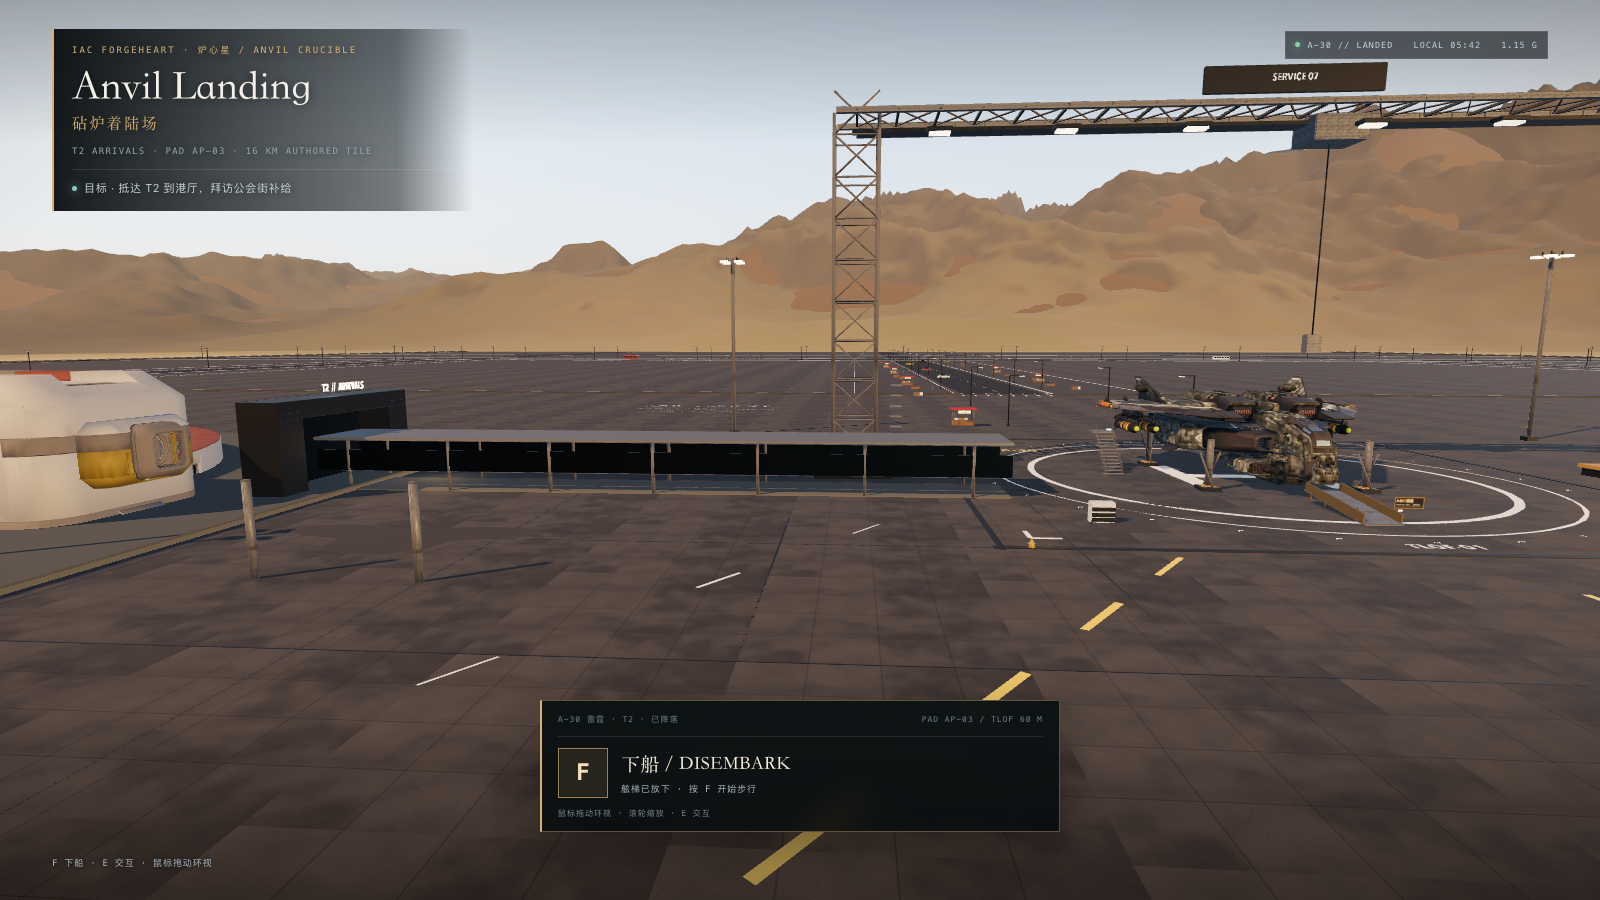 IAC FORGEHEART · 炉心星 / ANVIL CRUCIBLE
Anvil Landing
砧炉着陆场
T2 ARRIVALS · PAD AP-03 · 16 KM AUTHORED TILE
目标 · 抵达 T2 到港厅，拜访公会街补给
A-30 // LANDED LOCAL 05:42 1.15 G
SERVICE 07
T2 // ARRIVALS
A-30 雷霆 · T2 · 已降落
PAD AP-03 / TLOF 60 M
F
下船 / DISEMBARK
舷梯已放下 · 按 F 开始步行
鼠标拖动环视 · 滚轮缩放 · E 交互
F 下船 · E 交互 · 鼠标拖动环视